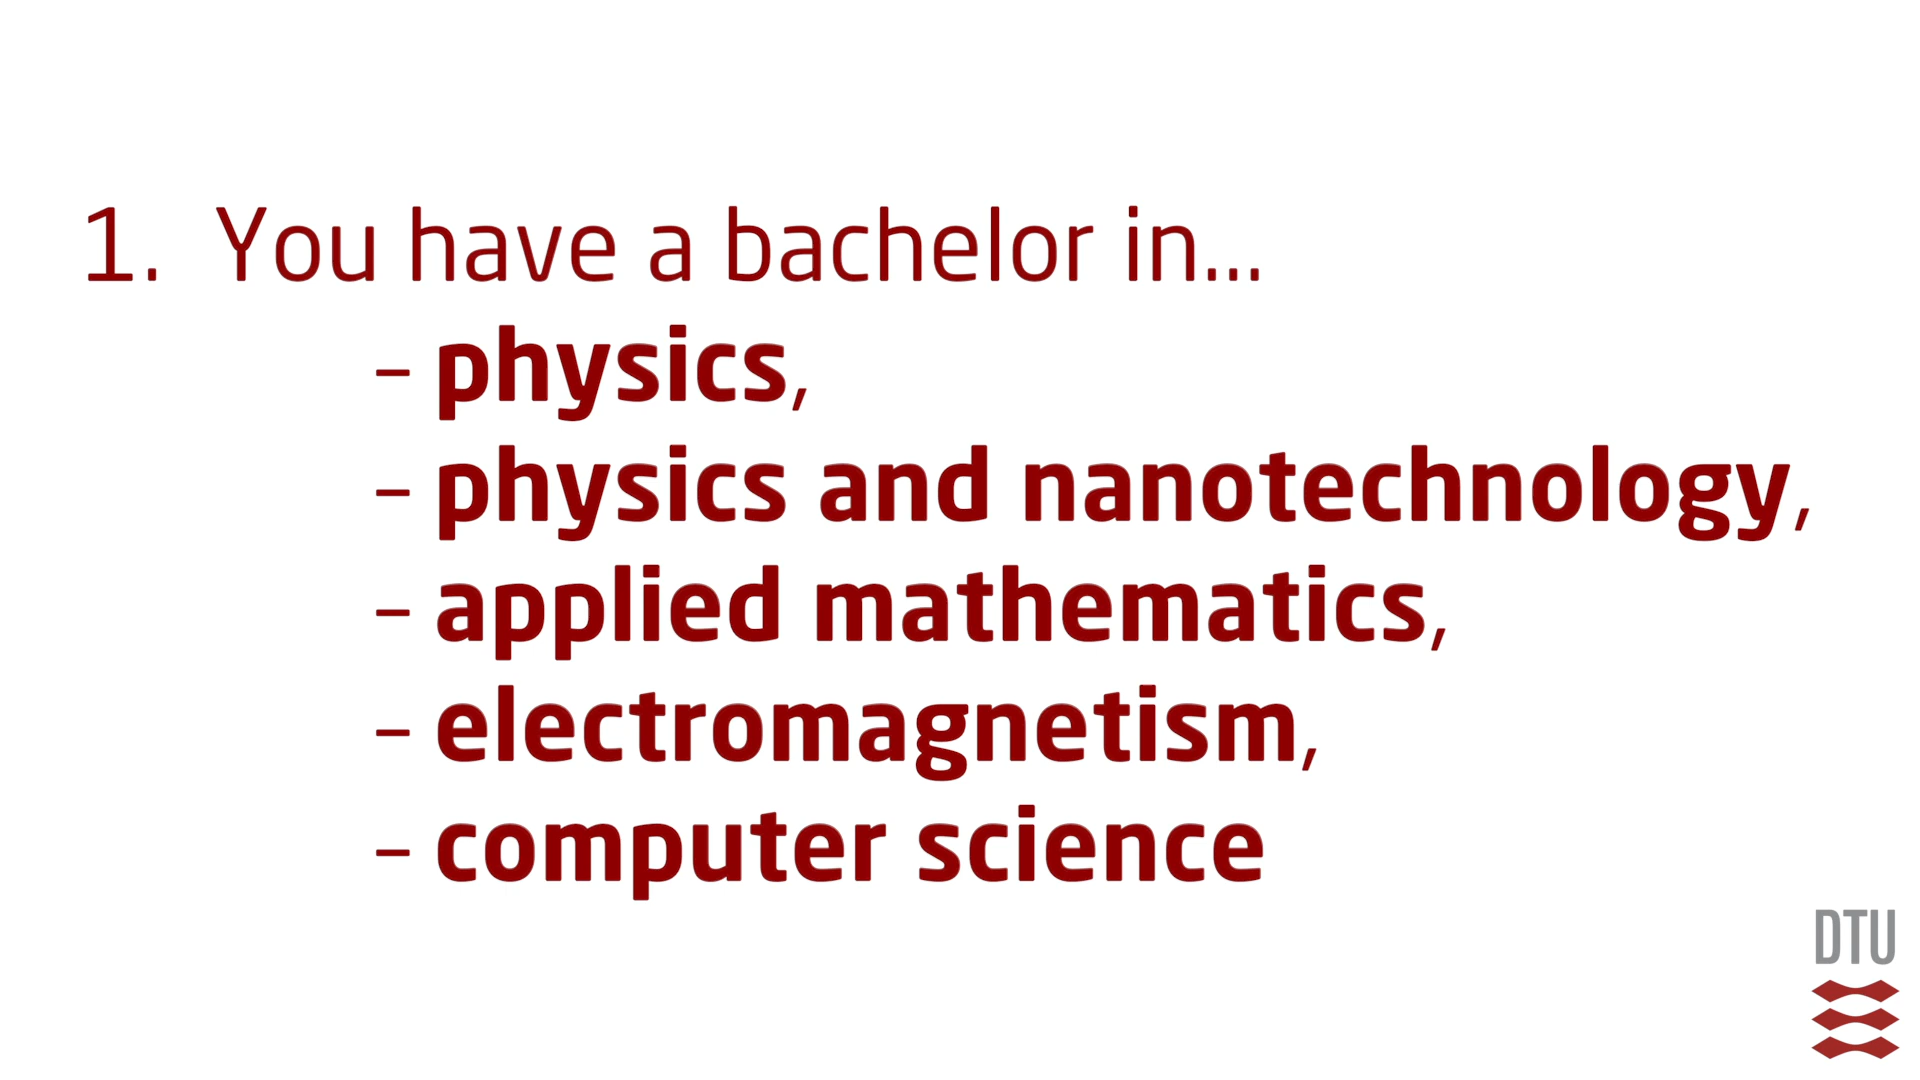 1. You have a bachelor in...
– physics,
– physics and nanotechnology,
– applied mathematics,
– electromagnetism,
– computer science
DTU